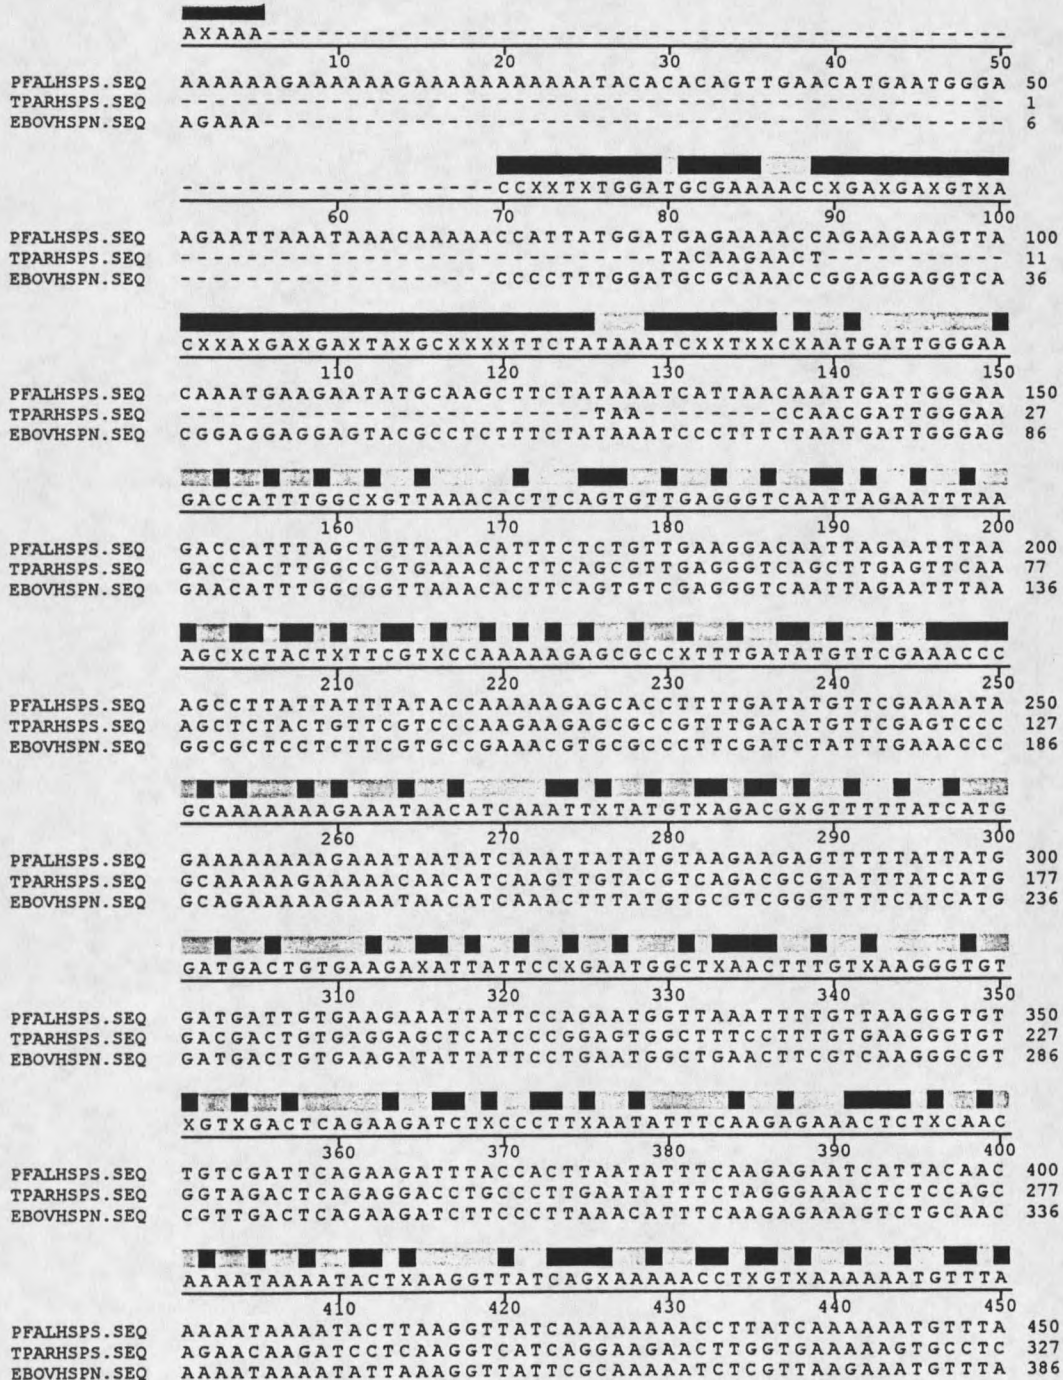 AXAAA---------------------------------------------
10 20 30 40 50
PFALHSPS.SEQ AAAAAAGAAAAAAGAAAAAAAAAAATACACACAGTTGAACATGAATGGGA 50
TPARHSPS.SEQ -------------------------------------------------- 1
EBOVHSPN.SEQ AGAAA--------------------------------------------- 6
-------------------CCXXTXTGGATGCGAAAACCXGAXGAXGTXA
60 70 80 90 100
PFALHSPS.SEQ AGAATTAAATAAACAAAAACCATTATGGATGAGAAAACCAGAAGAAGTTA 100
TPARHSPS.SEQ -----------------------------TACAAGAACT----------- 11
EBOVHSPN.SEQ -------------------CCCCTTTGGATGCGCAAACCGGAGGAGGTCA 36
CXXAXGAXGAXTAXGCXXXXTTCTATAAATCXXTXXCXAATGATTGGGAA
110 120 130 140 150
PFALHSPS.SEQ CAAATGAAGAATATGCAAGCTTCTATAAATCATTAACAAATGATTGGGAA 150
TPARHSPS.SEQ -------------------------TAA--------CCAACGATTGGGAA 27
EBOVHSPN.SEQ CGGAGGAGGAGTACGCCTCTTTCTATAAATCCCTTTCTAATGATTGGGAG 86
GACCATTTGGCXGTTAAACACTTCAGTGTTGAGGGTCAATTAGAATTTAA
160 170 180 190 200
PFALHSPS.SEQ GACCATTTAGCTGTTAAACATTTCTCTGTTGAAGGACAATTAGAATTTAA 200
TPARHSPS.SEQ GACCACTTGGCCGTGAAACACTTCAGCGTTGAGGGTCAGCTTGAGTTCAA 77
EBOVHSPN.SEQ GAACATTTGGCGGTTAAACACTTCAGTGTCGAGGGTCAATTAGAATTTAA 136
AGCXCTACTXTTCGTXCCAAAAAGAGCGCCXTTTGATATGTTCGAAACCC
210 220 230 240 250
PFALHSPS.SEQ AGCCTTATTATTTATACCAAAAAGAGCACCTTTTGATATGTTCGAAAATA 250
TPARHSPS.SEQ AGCTCTACTGTTCGTCCCAAGAAGAGCGCCGTTTGACATGTTCGAGTCCC 127
EBOVHSPN.SEQ GGCGCTCCTCTTCGTGCCGAAACGTGCGCCCTTCGATCTATTTGAAACCC 186
GCAAAAAAAAGAAATAACATCAAATTXTATGTXAGACGXGTTTTTATCATG
260 270 280 290 300
PFALHSPS.SEQ GAAAAAAAAAGAAATAATATCAAATTATATGTAAGAAGAGTTTTTATTATG 300
TPARHSPS.SEQ GCAAAAAGAAAAACAACATCAAGTTGTACGTCAGACGCGTATTTATCATG 177
EBOVHSPN.SEQ GCAGAAAAAGAAATAACATCAAACTTTATGTGCGTCGGGTTTTCATCATG 236
GATGACTGTGAAGAXATTATTCCXGAATGGCTXAACTTTGTXAAGGGTGT
310 320 330 340 350
PFALHSPS.SEQ GATGATTGTGAAGAAATTATTCCAGAATGGTTAAATTTTGTTAAGGGTGT 350
TPARHSPS.SEQ GACGACTGTGAGGAGCTCATCCCGGAGTGGCTTTCCTTTGTGAAGGGTGT 227
EBOVHSPN.SEQ GATGACTGTGAAGATATTATTCCTGAATGGCTGAACTTCGTCAAGGGCGT 286
XGTXGACTCAGAAGATCTXCCCTTXAATATTTCAAGAGAAACTCTXCAAC
360 370 380 390 400
PFALHSPS.SEQ TGTCGATTCAGAAGATTTACCACTTAATATTTCAAGAGAATCATTACAAC 400
TPARHSPS.SEQ GGTAGACTCAGAGGACCTGCCCTTGAATATTTCTAGGGAAACTCTCCAGC 277
EBOVHSPN.SEQ CGTTGACTCAGAAGATCTTCCCTTAAACATTTCAAGAGAAAGTCTGCAAC 336
AAAATAAAATACTXAAGGTTATCAGXAAAAACCTXGTXAAAAAATGTTTA
410 420 430 440 450
PFALHSPS.SEQ AAAATAAAATACTTAAGGTTATCAAAAAAAACCTTATCAAAAAATGTTTA 450
TPARHSPS.SEQ AGAACAAGATCCTCAAGGTCATCAGGAAGAACTTGGTGAAAAAGTGCCTC 327
EBOVHSPN.SEQ AAAATAAAATATTAAAGGTTATTCGCAAAAATCTCGTTAAGAAATGTTTA 386